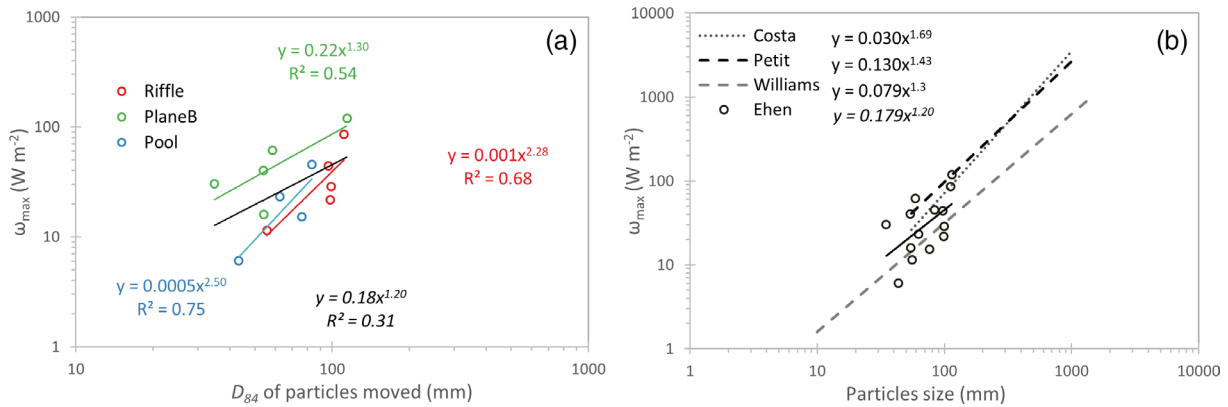 (a)
1000
100
10
1
10
100
1000
ω_max (W m⁻²)
D₈₄ of particles moved (mm)
y = 0.22x^1.30
R² = 0.54
Riffle
PlaneB
Pool
y = 0.001x^2.28
R² = 0.68
y = 0.0005x^2.50
R² = 0.75
y = 0.18x^1.20
R² = 0.31
(b)
10000
1000
100
10
1
1
10
100
1000
10000
ω_max (W m⁻²)
Particles size (mm)
Costa y = 0.030x^1.69
Petit y = 0.130x^1.43
Williams y = 0.079x^1.3
Ehen y = 0.179x^1.20